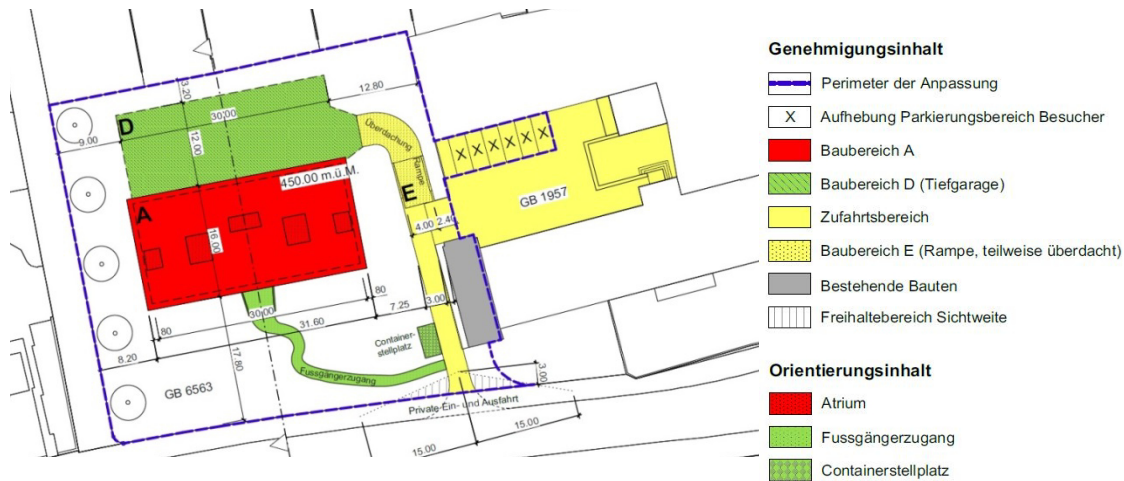 3.20
12.80
D
30.00
9.00
12.00
Überdachung
X X X X X X
Rampe
450.00 m.ü.M.
E
GB 1957
A
4.00
2.40
16.00
80
3.00
7.25
30.00
31.60
80
8.20
Container-
stellplatz
17.80
GB 6563
Fussgängerzugang
3.00
Private-Ein- und Ausfahrt
15.00
15.00
Genehmigungsinhalt
Perimeter der Anpassung
X Aufhebung Parkierungsbereich Besucher
Baubereich A
Baubereich D (Tiefgarage)
Zufahrtsbereich
Baubereich E (Rampe, teilweise überdacht)
Bestehende Bauten
Freihaltebereich Sichtweite
Orientierungsinhalt
Atrium
Fussgängerzugang
Containerstellplatz